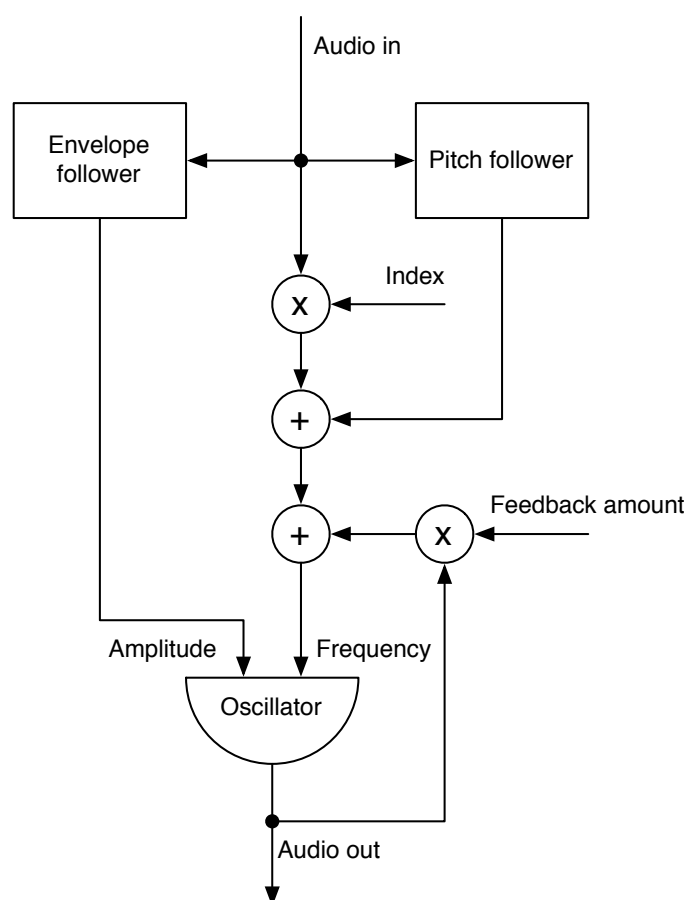 Audio in
Envelope
follower
Pitch follower
Index
x
+
Feedback amount
+
x
Amplitude
Frequency
Oscillator
Audio out